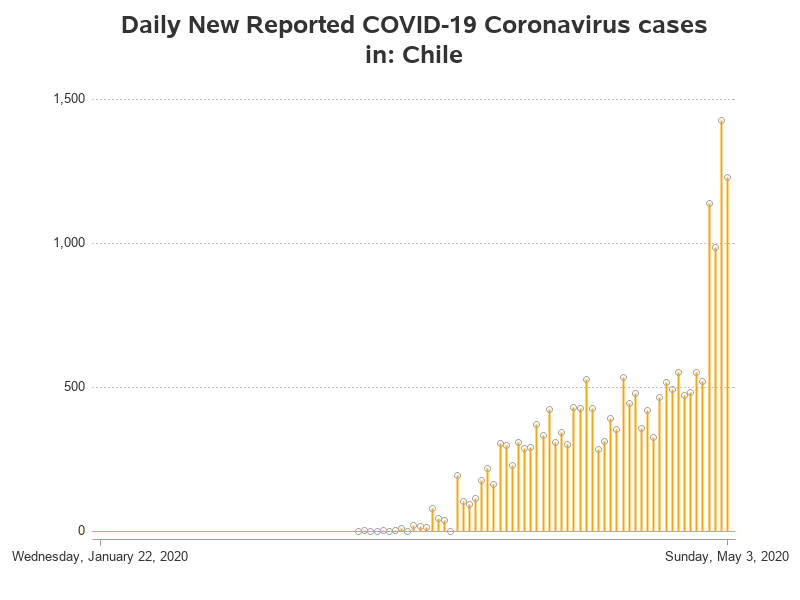 Daily New Reported COVID-19 Coronavirus cases
in: Chile
1,500
1,000
500
0
Wednesday, January 22, 2020
Sunday, May 3, 2020